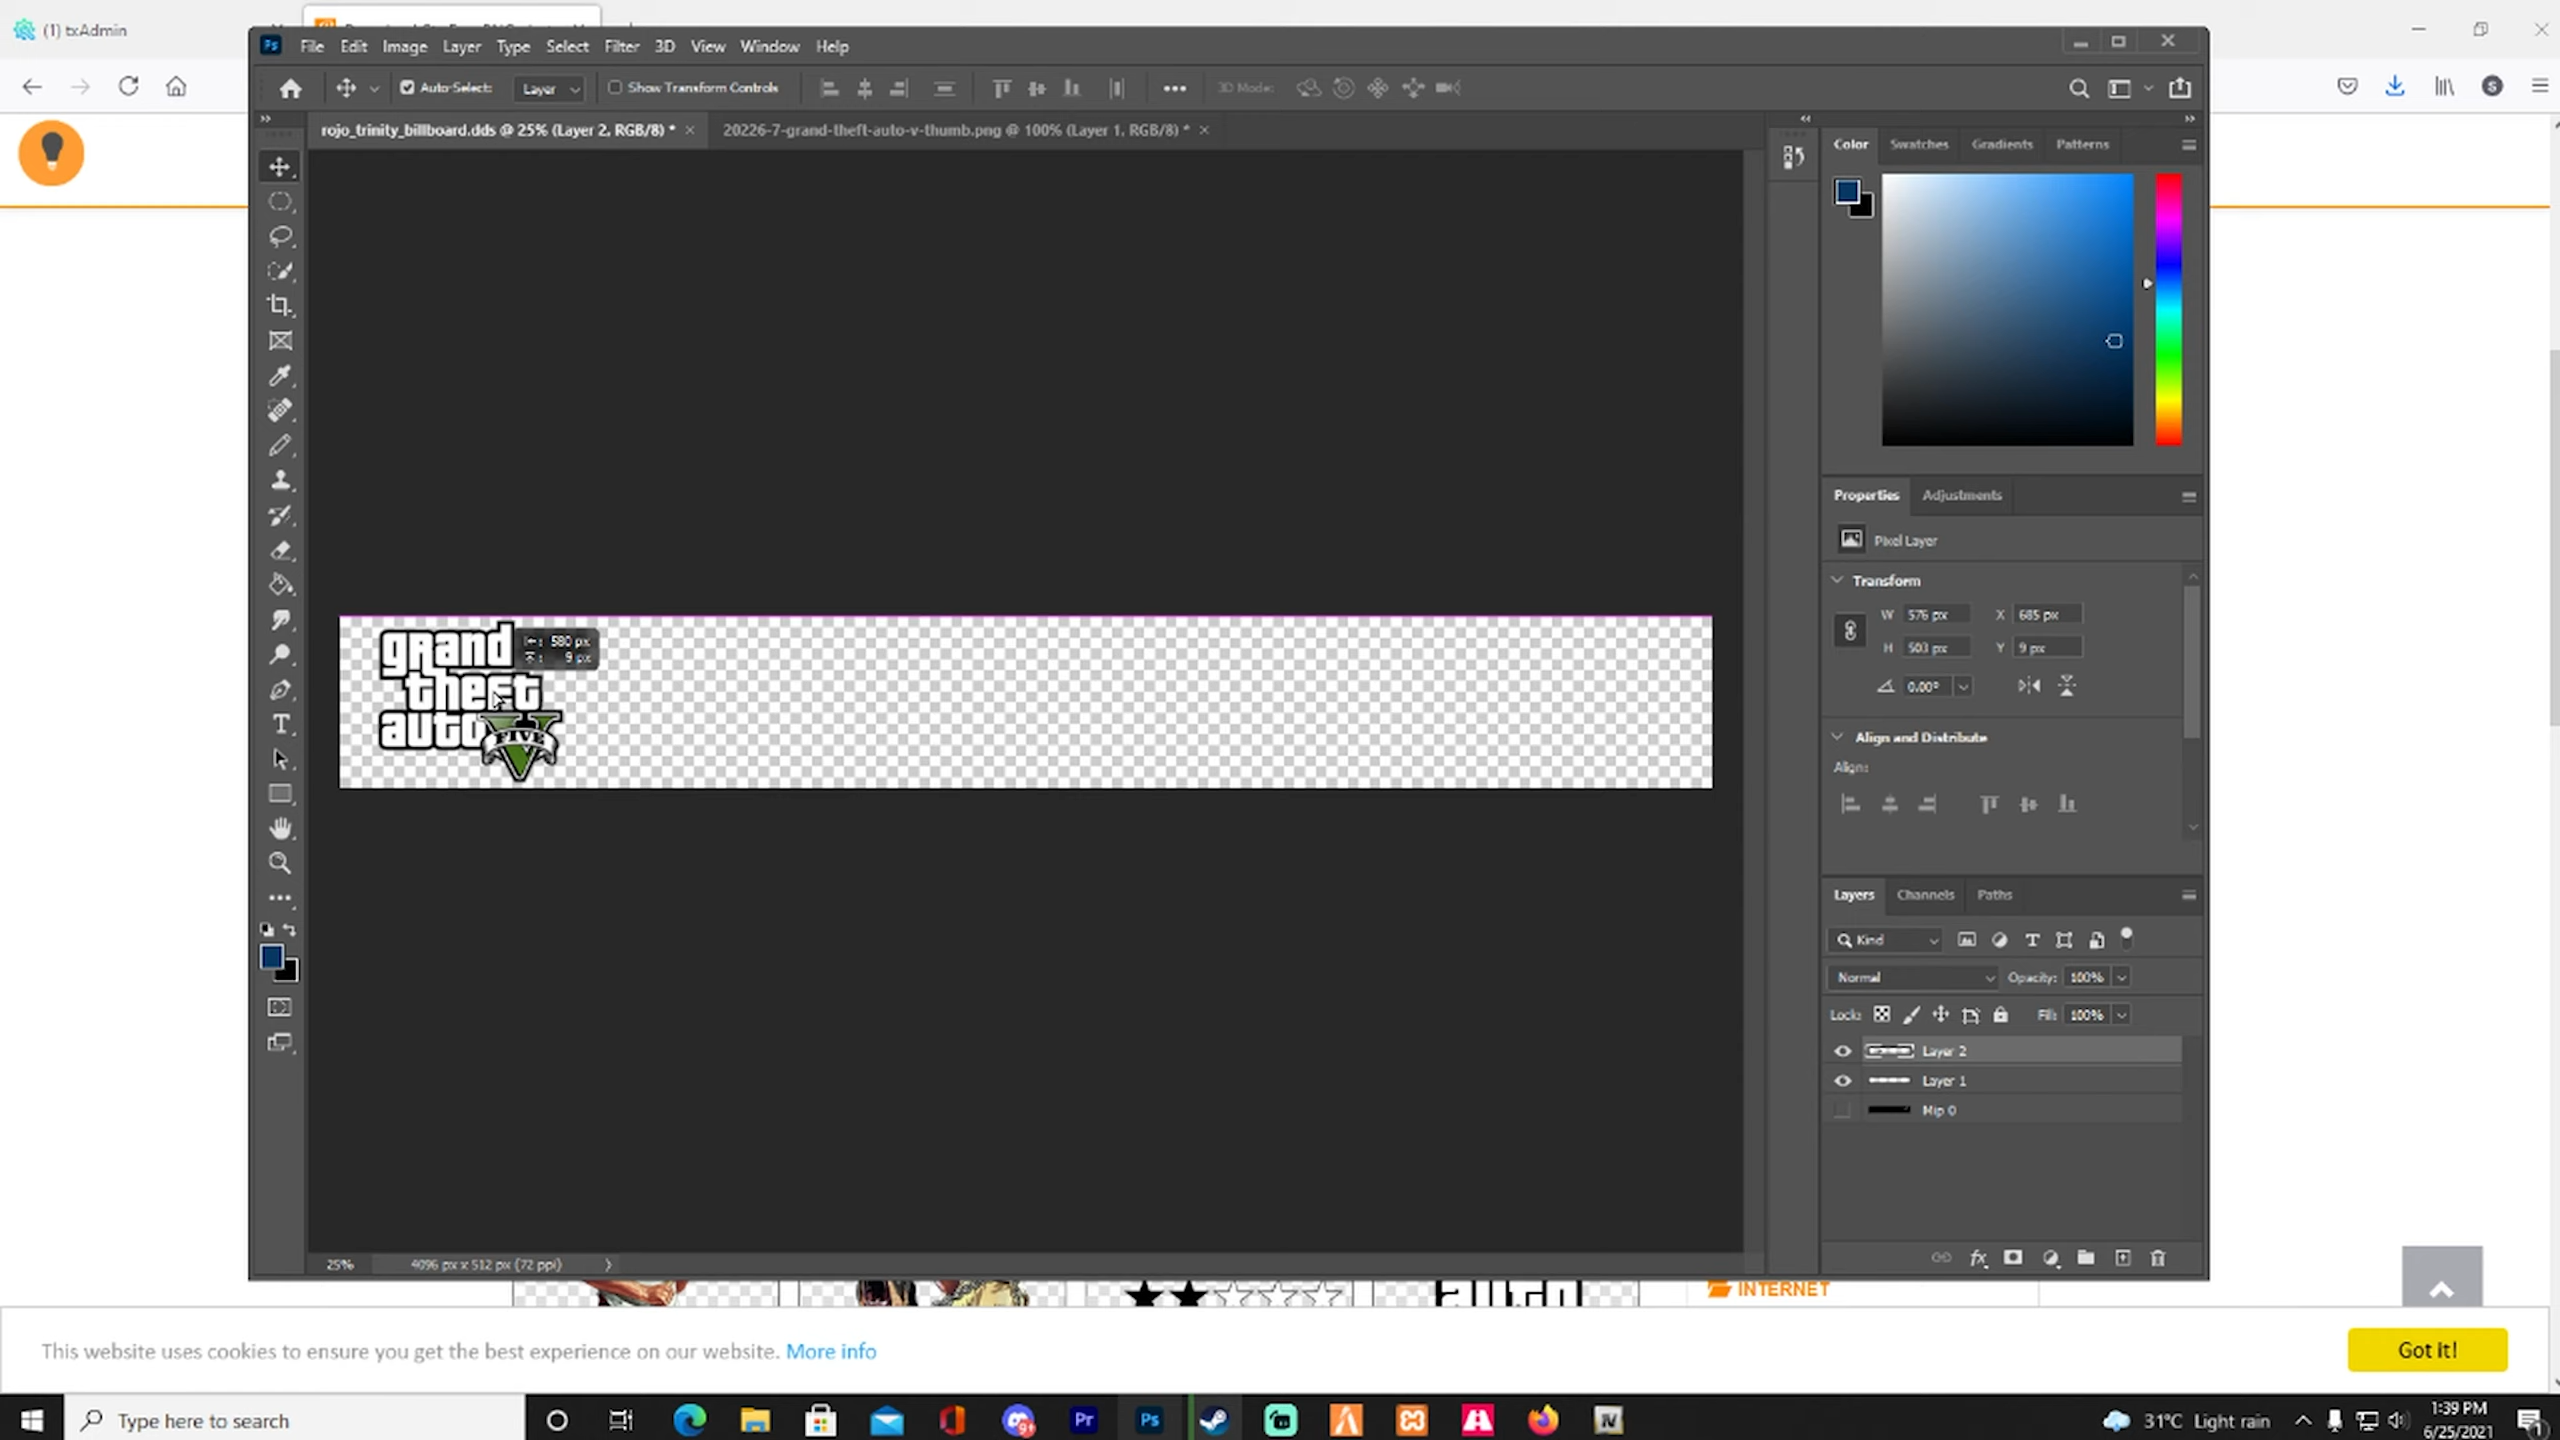 (1) txAdmin
Ps
File Edit Image Layer Type Select Filter 3D View Window Help
Auto-Select: Layer Show Transform Controls 3D Mode:
rojo_trinity_billboard.dds @ 25% (Layer 2, RGB/8) * × 20226-7-grand-theft-auto-v-thumb.png @ 100% (Layer 1, RGB/8) * ×
Color Swatches Gradients Patterns
Properties Adjustments
Pixel Layer
Transform
W 576 px X 685 px
H 503 px Y 9 px
0.00°
grand
theft
auto
FIVE
580 px
9 px
Align and Distribute
Align:
Layers Channels Paths
Kind
Normal Opacity: 100%
Lock: Fill: 100%
Layer 2
Layer 1
Mip 0
25% 4096 px x 512 px (72 ppi)
INTERNET
This website uses cookies to ensure you get the best experience on our website. More info
Got it!
Type here to search
Pr Ps
31°C Light rain
1:39 PM
6/25/2021